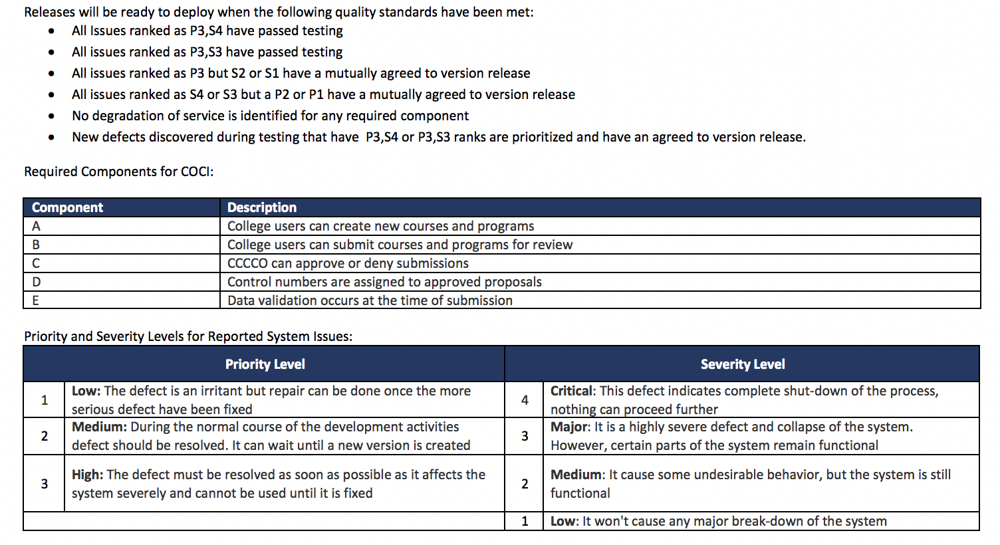 Releases will be ready to deploy when the following quality standards have been met:
• All Issues ranked as P3,S4 have passed testing
• All issues ranked as P3,S3 have passed testing
• All issues ranked as P3 but S2 or S1 have a mutually agreed to version release
• All issues ranked as S4 or S3 but a P2 or P1 have a mutually agreed to version release
• No degradation of service is identified for any required component
• New defects discovered during testing that have  P3,S4 or P3,S3 ranks are prioritized and have an agreed to version release.
Required Components for COCI:
Component Description
A College users can create new courses and programs
B College users can submit courses and programs for review
C CCCCO can approve or deny submissions
D Control numbers are assigned to approved proposals
E Data validation occurs at the time of submission
Priority and Severity Levels for Reported System Issues:
Priority Level Severity Level
1 Low: The defect is an irritant but repair can be done once the more
serious defect have been fixed
4 Critical: This defect indicates complete shut-down of the process,
nothing can proceed further
2 Medium: During the normal course of the development activities
defect should be resolved. It can wait until a new version is created
3 Major: It is a highly severe defect and collapse of the system.
However, certain parts of the system remain functional
3 High: The defect must be resolved as soon as possible as it affects the
system severely and cannot be used until it is fixed
2 Medium: It cause some undesirable behavior, but the system is still
functional
1 Low: It won't cause any major break-down of the system